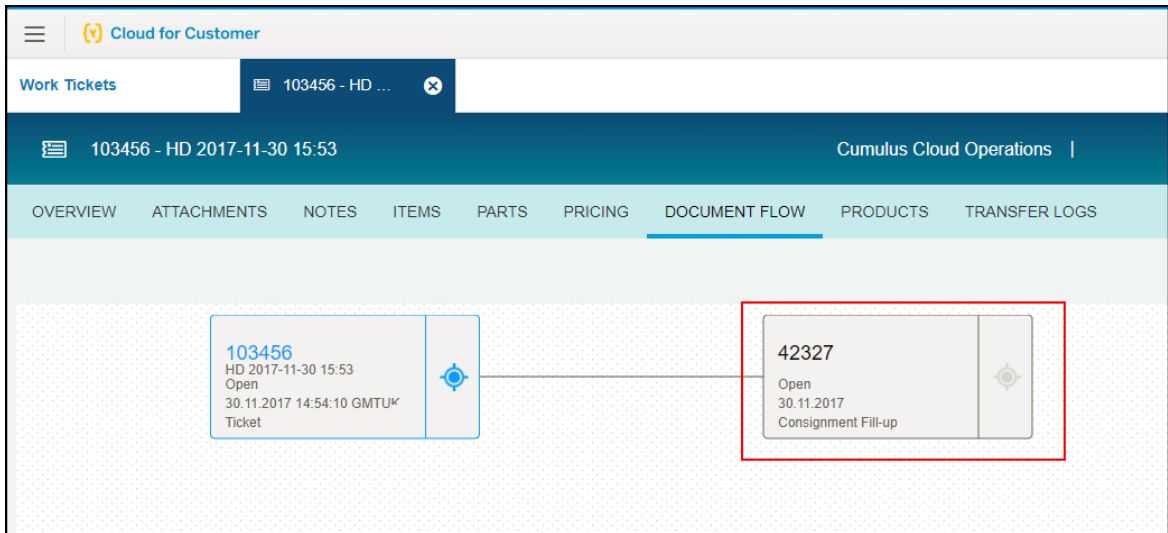 Cloud for Customer
Work Tickets
103456 - HD ...
103456 - HD 2017-11-30 15:53
Cumulus Cloud Operations |
OVERVIEW ATTACHMENTS NOTES ITEMS PARTS PRICING DOCUMENT FLOW PRODUCTS TRANSFER LOGS
103456
HD 2017-11-30 15:53
Open
30.11.2017 14:54:10 GMTUK
Ticket
42327
Open
30.11.2017
Consignment Fill-up